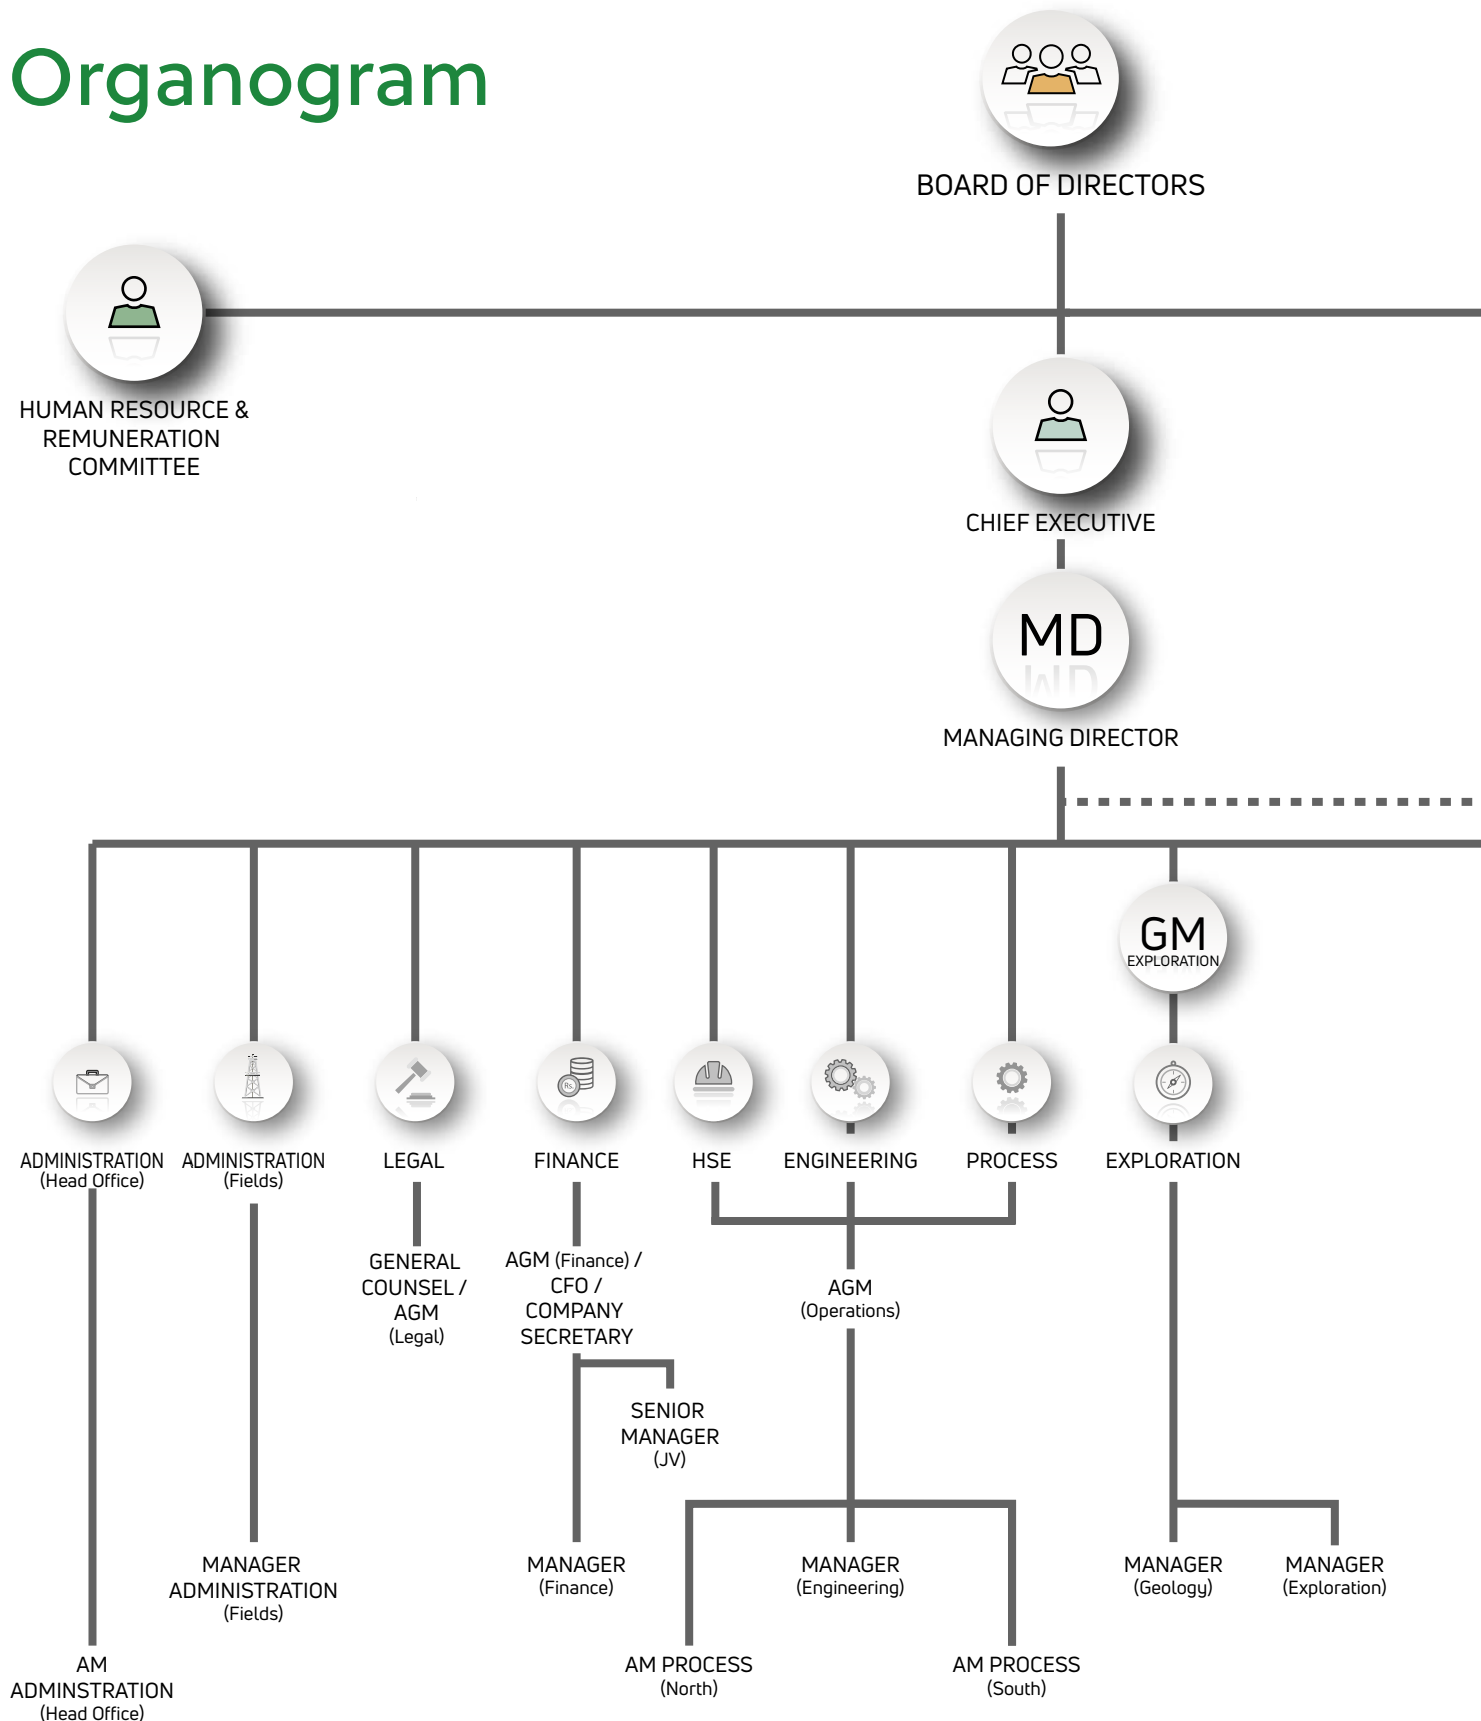 Organogram
BOARD OF DIRECTORS
HUMAN RESOURCE &
REMUNERATION
COMMITTEE
CHIEF EXECUTIVE
MD
MANAGING DIRECTOR
GM
EXPLORATION
Rs.
ADMINISTRATION
(Head Office)
ADMINISTRATION
(Fields)
LEGAL
FINANCE
HSE
ENGINEERING
PROCESS
EXPLORATION
GENERAL
COUNSEL /
AGM
(Legal)
AGM (Finance) /
CFO /
COMPANY
SECRETARY
AGM
(Operations)
SENIOR
MANAGER
(JV)
MANAGER
ADMINISTRATION
(Fields)
MANAGER
(Finance)
MANAGER
(Engineering)
MANAGER
(Geology)
MANAGER
(Exploration)
AM
ADMINSTRATION
(Head Office)
AM PROCESS
(North)
AM PROCESS
(South)